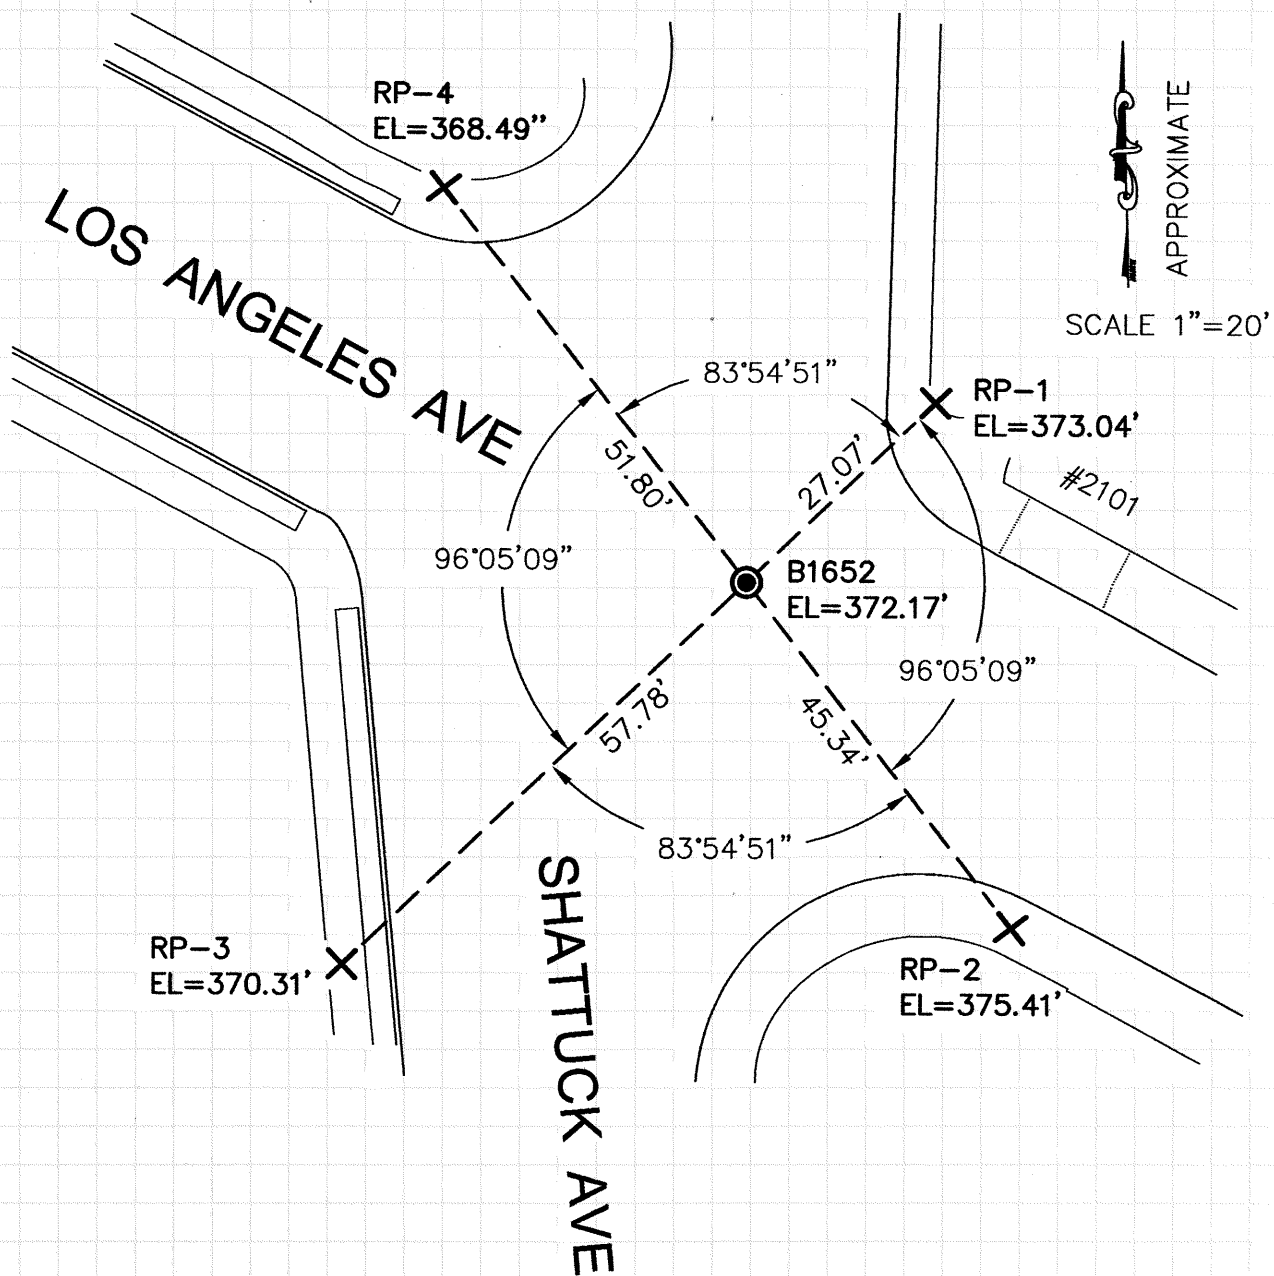 RP-4
EL=368.49"
APPROXIMATE
SCALE 1"=20'
LOS ANGELES AVE
83°54'51"
RP-1
EL=373.04'
51.80'
27.07'
#2101
96°05'09"
B1652
EL=372.17'
96°05'09"
57.78'
45.34'
83°54'51"
SHATTUCK AVE
RP-3
EL=370.31'
RP-2
EL=375.41'